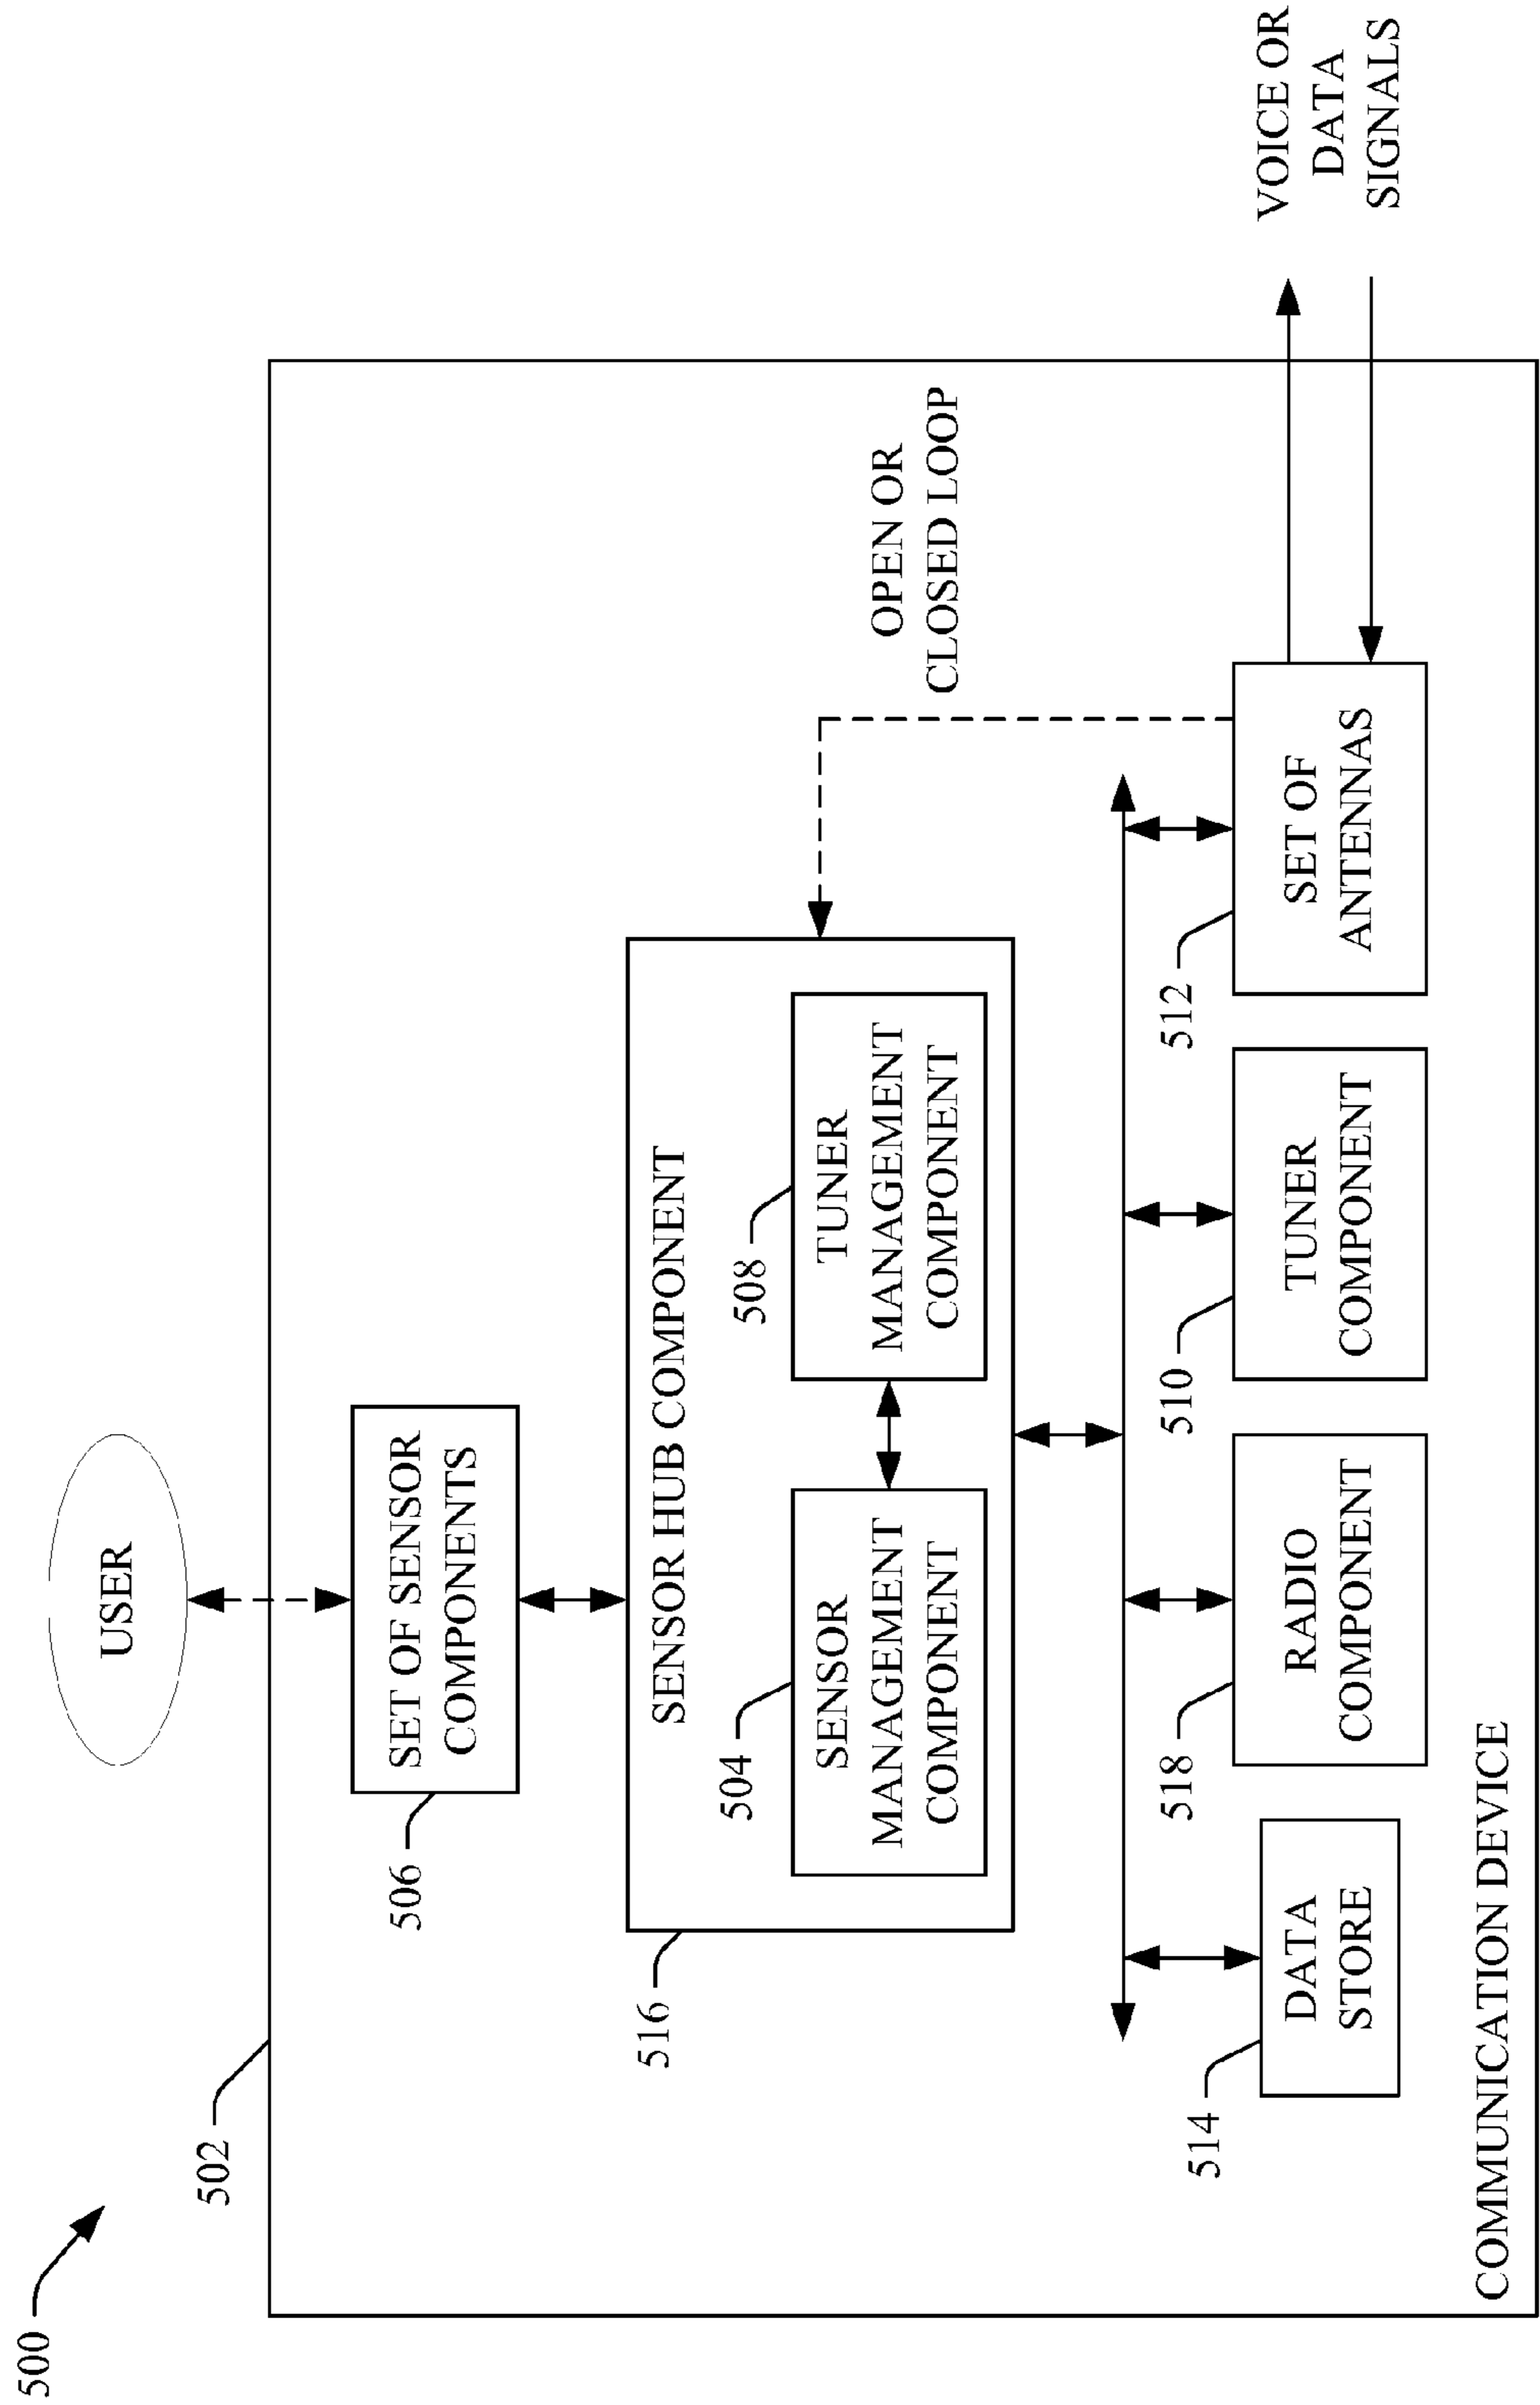 500
502
USER
506
SET OF SENSOR
COMPONENTS
516
SENSOR HUB COMPONENT
504
SENSOR
MANAGEMENT
COMPONENT
508
TUNER
MANAGEMENT
COMPONENT
OPEN OR
CLOSED LOOP
514
DATA
STORE
518
RADIO
COMPONENT
510
TUNER
COMPONENT
512
SET OF
ANTENNAS
VOICE OR
DATA
SIGNALS
COMMUNICATION DEVICE